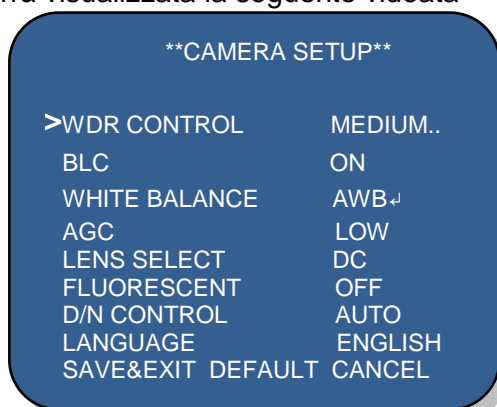 verrà visualizzata la seguente videata
**CAMERA SETUP**
>WDR CONTROL MEDIUM..
BLC ON
WHITE BALANCE AWB↵
AGC LOW
LENS SELECT DC
FLUORESCENT OFF
D/N CONTROL AUTO
LANGUAGE ENGLISH
SAVE&EXIT DEFAULT CANCEL